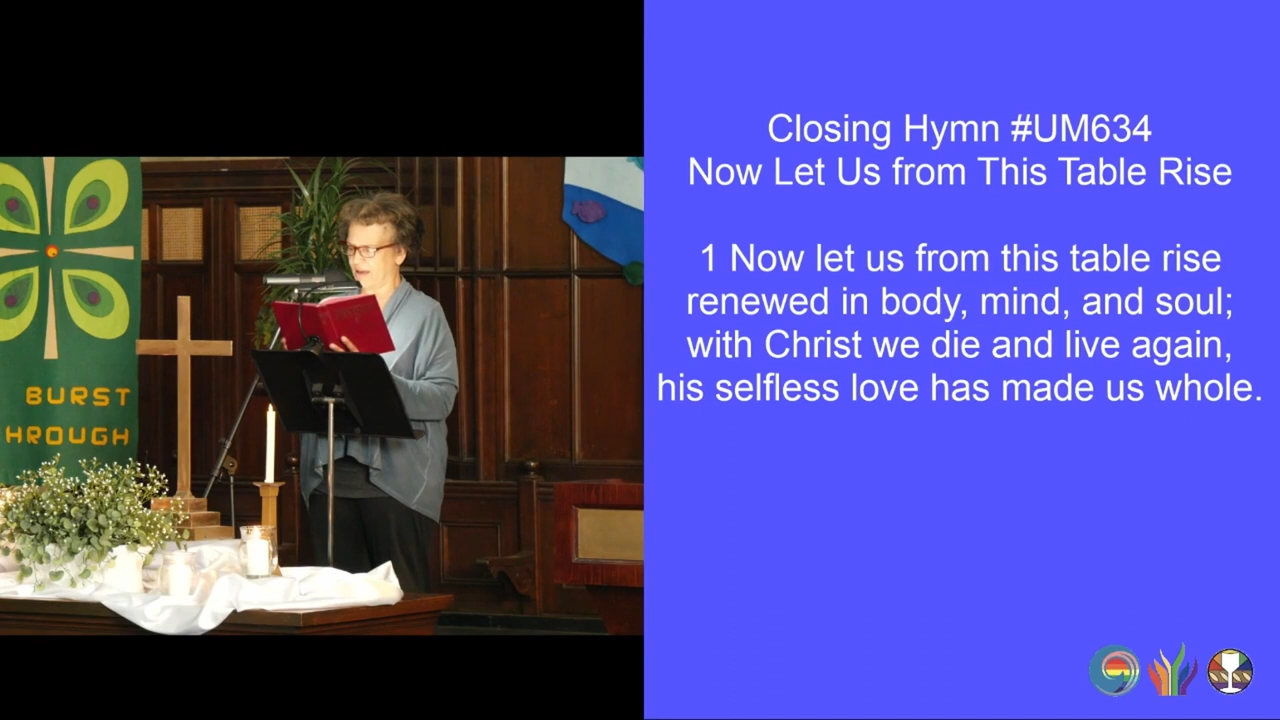 BURST
HROUGH
Closing Hymn #UM634
Now Let Us from This Table Rise
1 Now let us from this table rise
renewed in body, mind, and soul;
with Christ we die and live again,
his selfless love has made us whole.